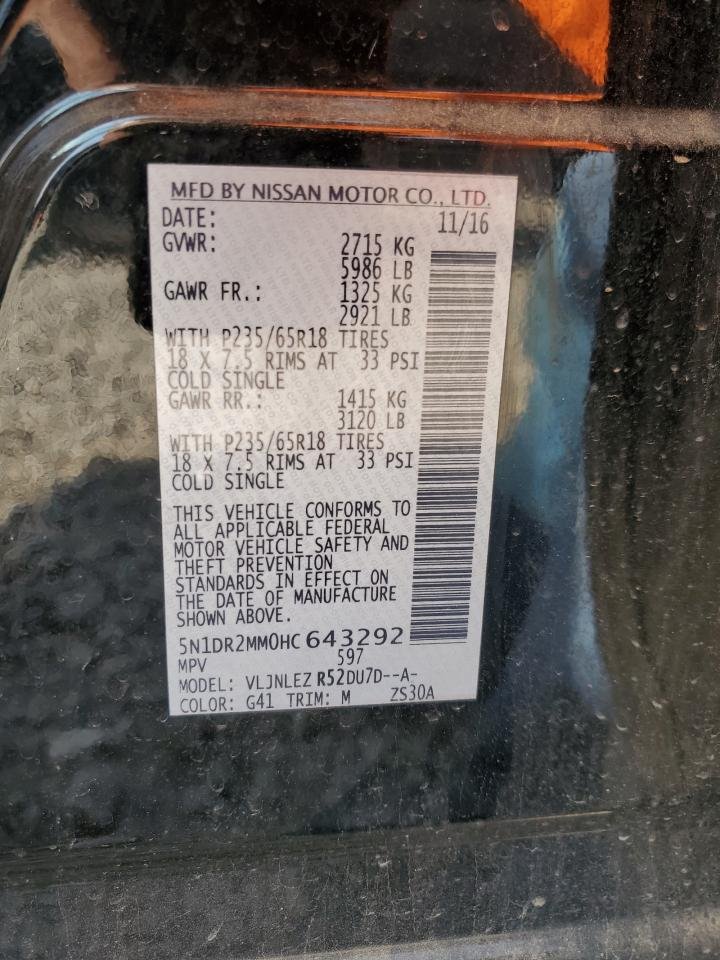 MFD BY NISSAN MOTOR CO., LTD.
DATE: 11/16
GVWR: 2715 KG
5986 LB
GAWR FR.: 1325 KG
2921 LB
WITH P235/65R18 TIRES
18 X 7.5 RIMS AT 33 PSI
COLD SINGLE
GAWR RR.: 1415 KG
3120 LB
WITH P235/65R18 TIRES
18 X 7.5 RIMS AT 33 PSI
COLD SINGLE
THIS VEHICLE CONFORMS TO
ALL APPLICABLE FEDERAL
MOTOR VEHICLE SAFETY AND
THEFT PREVENTION
STANDARDS IN EFFECT ON
THE DATE OF MANUFACTURE
SHOWN ABOVE.
5N1DR2MM0HC 643292
MPV 597
MODEL: VLJNLEZ R52DU7D--A-
COLOR: G41 TRIM: M ZS30A